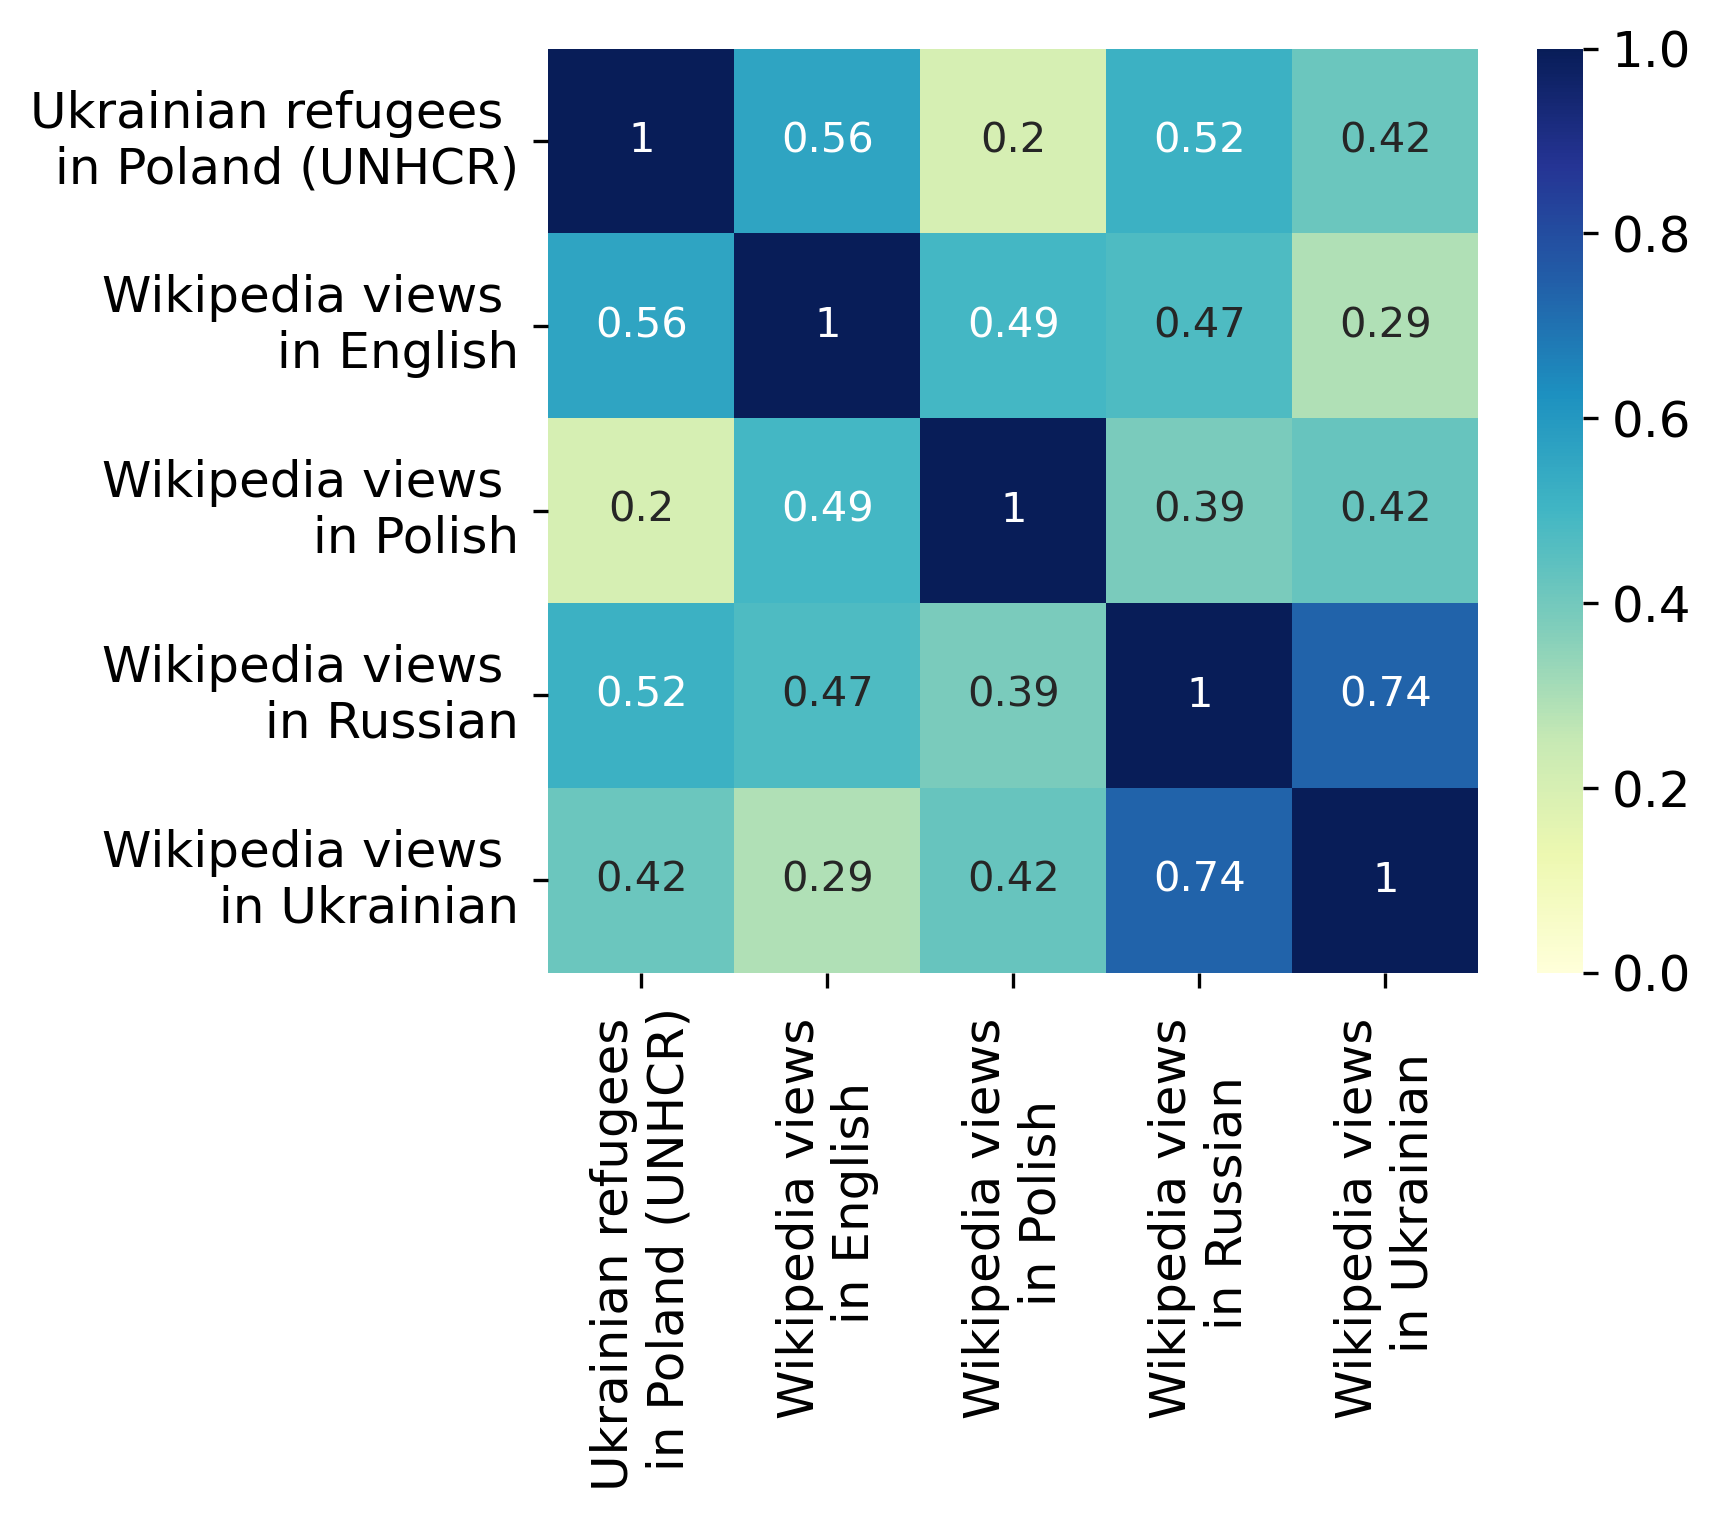 Ukrainian refugees
in Poland (UNHCR)
1 0.56 0.2 0.52 0.42
Wikipedia views
in English
0.56 1 0.49 0.47 0.29
Wikipedia views
in Polish
0.2 0.49 1 0.39 0.42
Wikipedia views
in Russian
0.52 0.47 0.39 1 0.74
Wikipedia views
in Ukrainian
0.42 0.29 0.42 0.74 1
Ukrainian refugees
in Poland (UNHCR)
Wikipedia views
in English
Wikipedia views
in Polish
Wikipedia views
in Russian
Wikipedia views
in Ukrainian
1.0
0.8
0.6
0.4
0.2
0.0